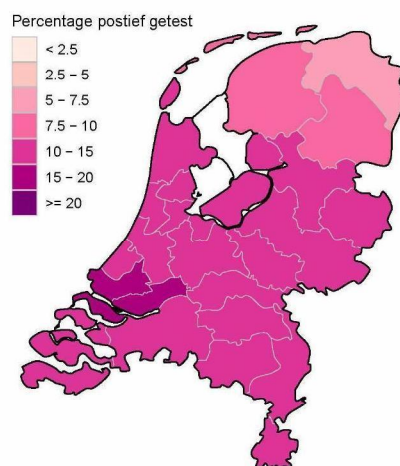 Percentage postief getest
< 2.5
2.5 – 5
5 – 7.5
7.5 – 10
10 – 15
15 – 20
>= 20